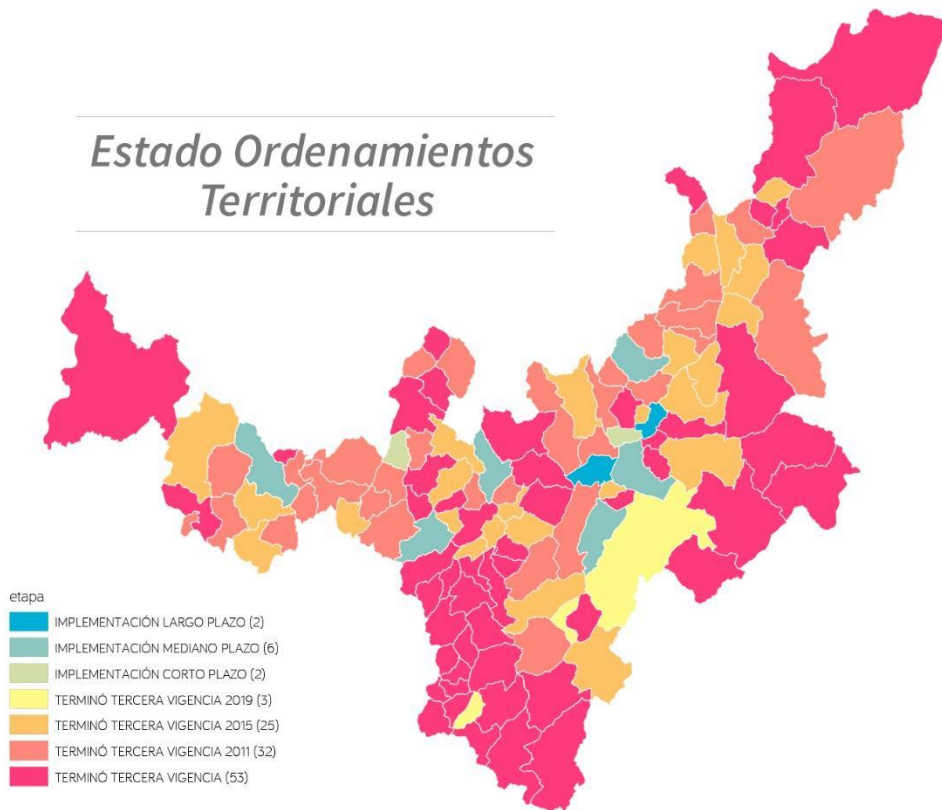 Estado Ordenamientos
Territoriales
etapa
IMPLEMENTACIÓN LARGO PLAZO (2)
IMPLEMENTACIÓN MEDIANO PLAZO (6)
IMPLEMENTACIÓN CORTO PLAZO (2)
TERMINÓ TERCERA VIGENCIA 2019 (3)
TERMINÓ TERCERA VIGENCIA 2015 (25)
TERMINÓ TERCERA VIGENCIA 2011 (32)
TERMINÓ TERCERA VIGENCIA (53)